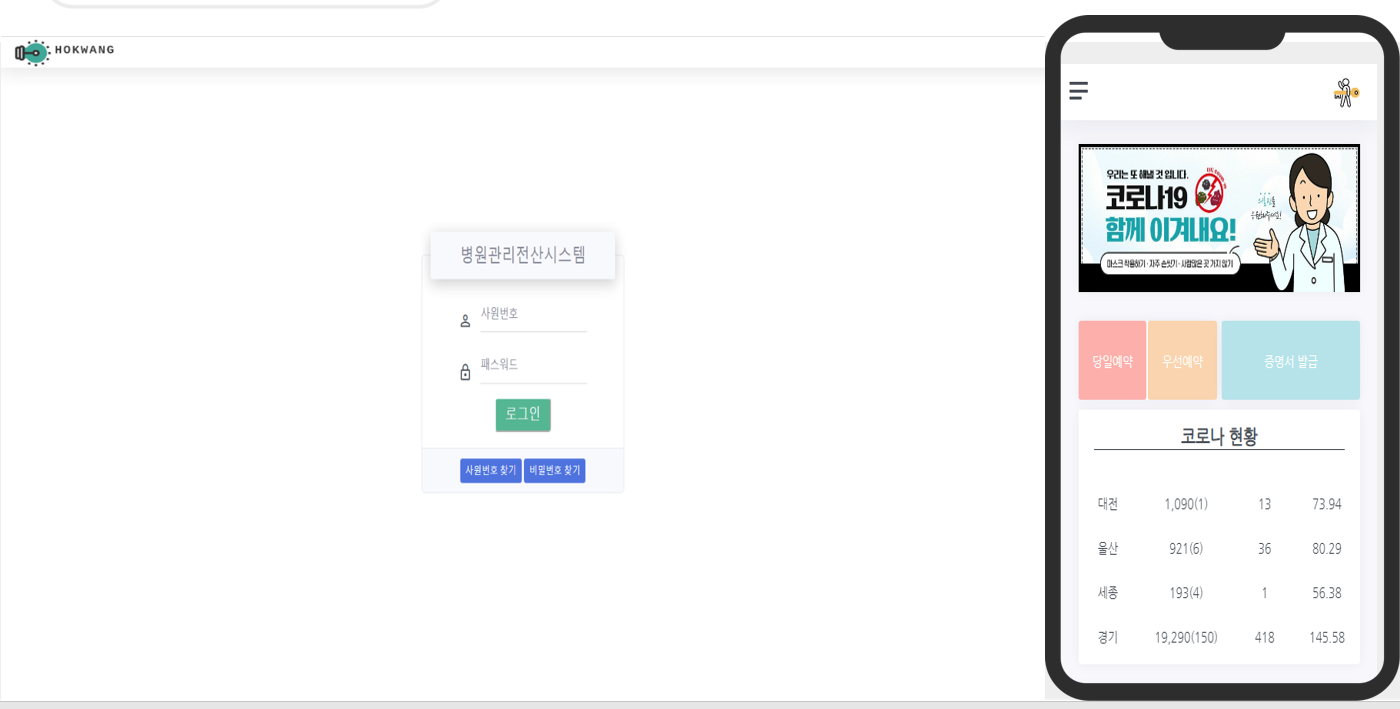 HOKWANG
병원관리전산시스템
사원번호
패스워드
로그인
사원번호 찾기
비밀번호 찾기
우리는 또 해낼 것 입니다.
코로나19
함께 이겨내요!
마스크 착용하기 · 자주 손씻기 · 사람많은 곳 가지 않기
당일예약
우선예약
증명서 발급
코로나 현황
대전 1,090(1) 13 73.94
울산 921(6) 36 80.29
세종 193(4) 1 56.38
경기 19,290(150) 418 145.58